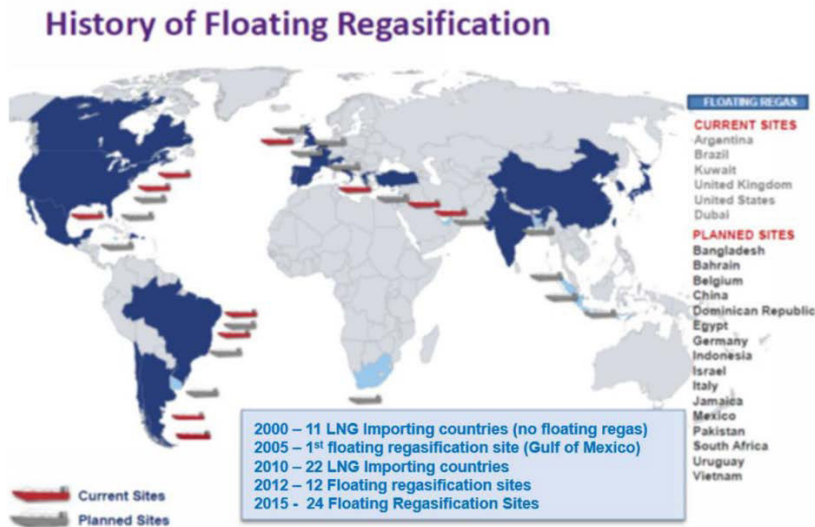 History of Floating Regasification
FLOATING REGAS
CURRENT SITES
Argentina
Brazil
Kuwait
United Kingdom
United States
Dubai
PLANNED SITES
Bangladesh
Bahrain
Belgium
China
Dominican Republic
Egypt
Germany
Indonesia
Israel
Italy
Jamaica
Mexico
Pakistan
South Africa
Uruguay
Vietnam
2000 – 11 LNG Importing countries (no floating regas)
2005 – 1st floating regasification site (Gulf of Mexico)
2010 – 22 LNG Importing countries
2012 – 12 Floating regasification sites
2015 - 24 Floating Regasification Sites
Current Sites
Planned Sites